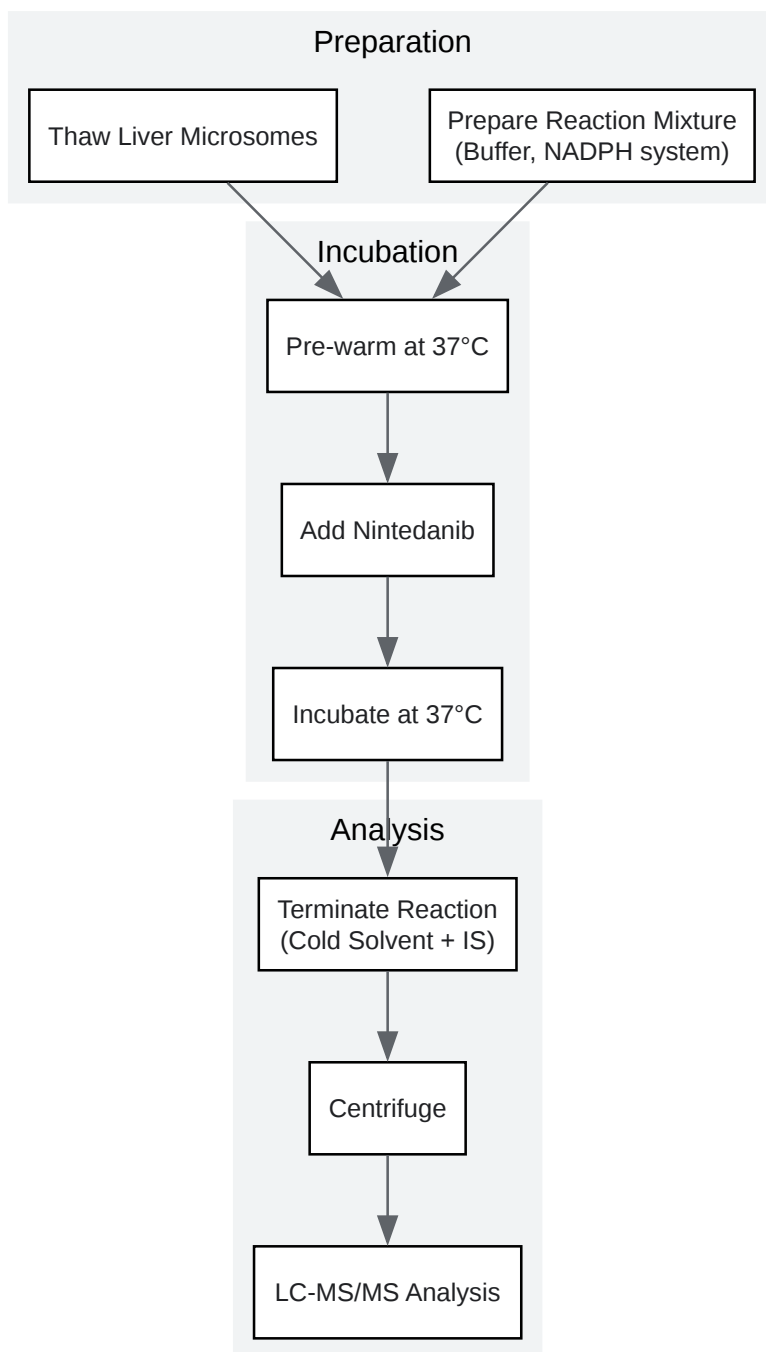 Preparation
Thaw Liver Microsomes
Prepare Reaction Mixture
(Buffer, NADPH system)
Incubation
Pre-warm at 37°C
Add Nintedanib
Incubate at 37°C
Analysis
Terminate Reaction
(Cold Solvent + IS)
Centrifuge
LC-MS/MS Analysis